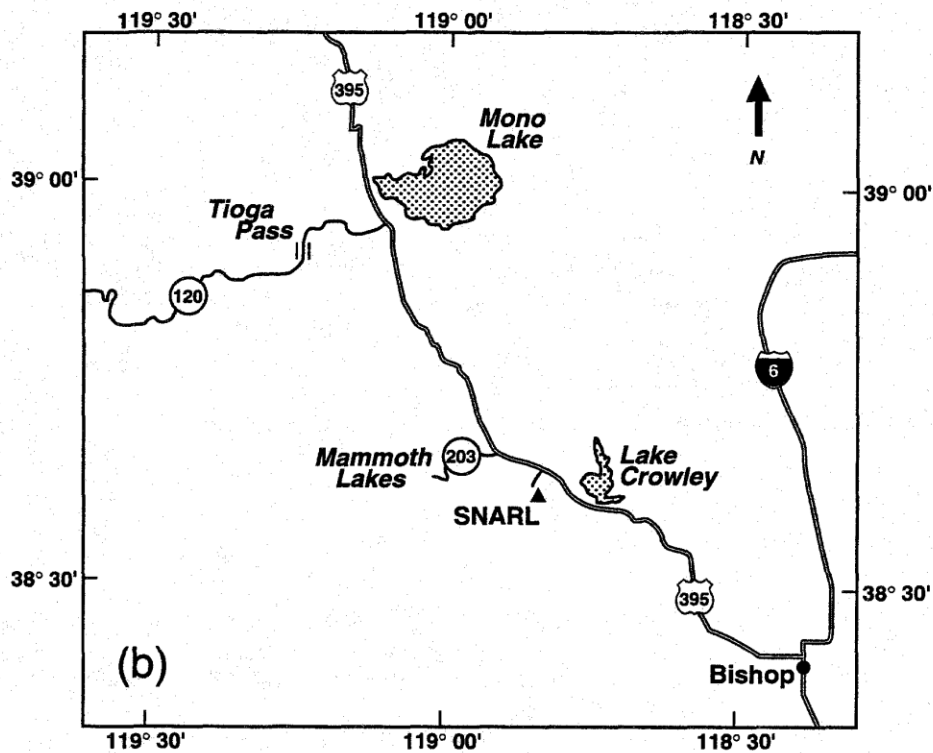 119° 30'
119° 00'
118° 30'
395
Mono
Lake
N
39° 00'
39° 00'
Tioga
Pass
120
6
Mammoth
Lakes
203
Lake
Crowley
SNARL
38° 30'
38° 30'
395
(b)
Bishop
119° 30'
119° 00'
118° 30'